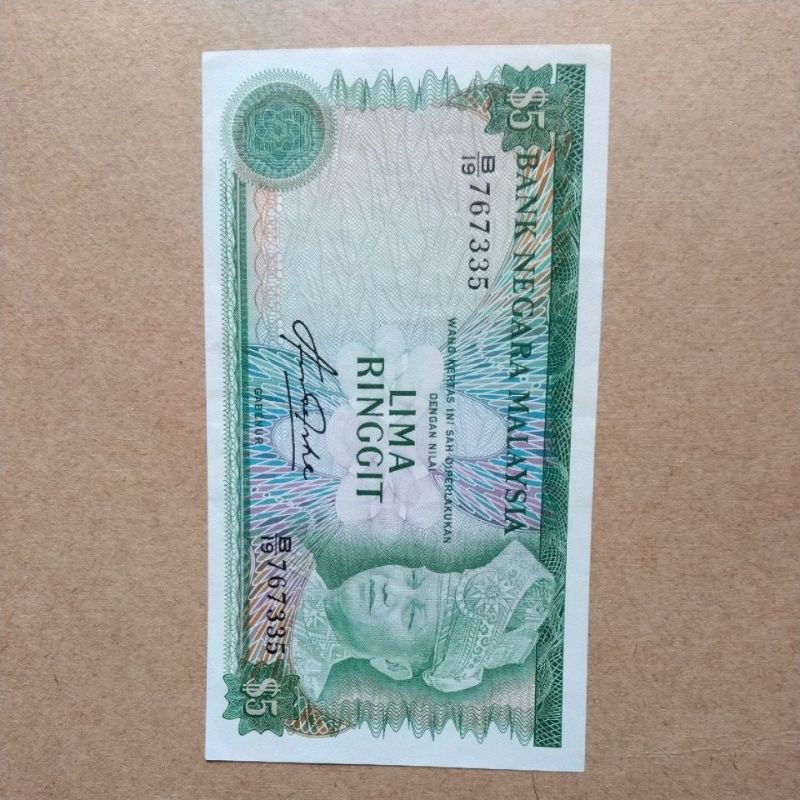 $5
BANK NEGARA MALAYSIA
B/19 767335
WANG KERTAS INI SAH DIPERLAKUKAN
DENGAN NILAI
LIMA
RINGGIT
GABENOR
B/19 767335
$5